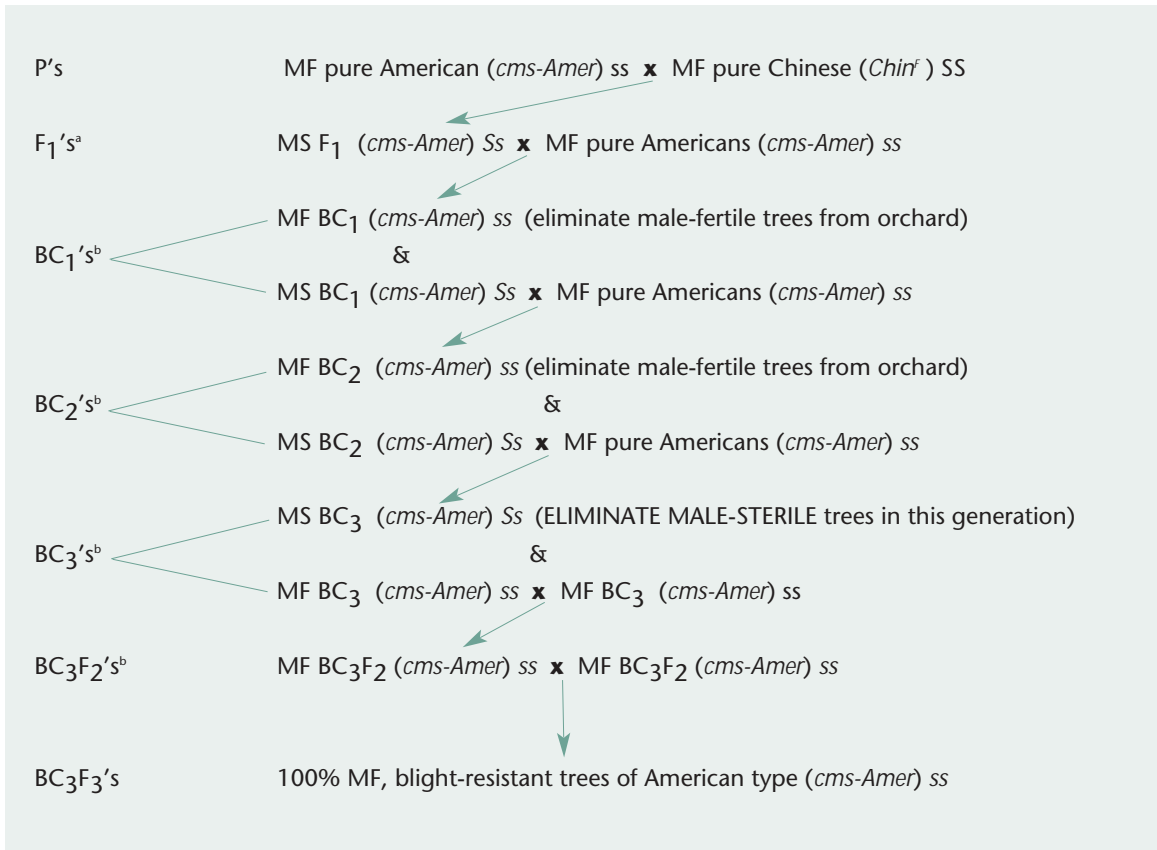 P's MF pure American (cms-Amer) ss x MF pure Chinese (Chinᶠ) SS
F₁'sᵃ MS F₁ (cms-Amer) Ss x MF pure Americans (cms-Amer) ss
MF BC₁ (cms-Amer) ss (eliminate male-fertile trees from orchard)
BC₁'sᵇ &
MS BC₁ (cms-Amer) Ss x MF pure Americans (cms-Amer) ss
MF BC₂ (cms-Amer) ss (eliminate male-fertile trees from orchard)
BC₂'sᵇ &
MS BC₂ (cms-Amer) Ss x MF pure Americans (cms-Amer) ss
MS BC₃ (cms-Amer) Ss (ELIMINATE MALE-STERILE trees in this generation)
BC₃'sᵇ &
MF BC₃ (cms-Amer) ss x MF BC₃ (cms-Amer) ss
BC₃F₂'sᵇ MF BC₃F₂ (cms-Amer) ss x MF BC₃F₂ (cms-Amer) ss
BC₃F₃'s 100% MF, blight-resistant trees of American type (cms-Amer) ss